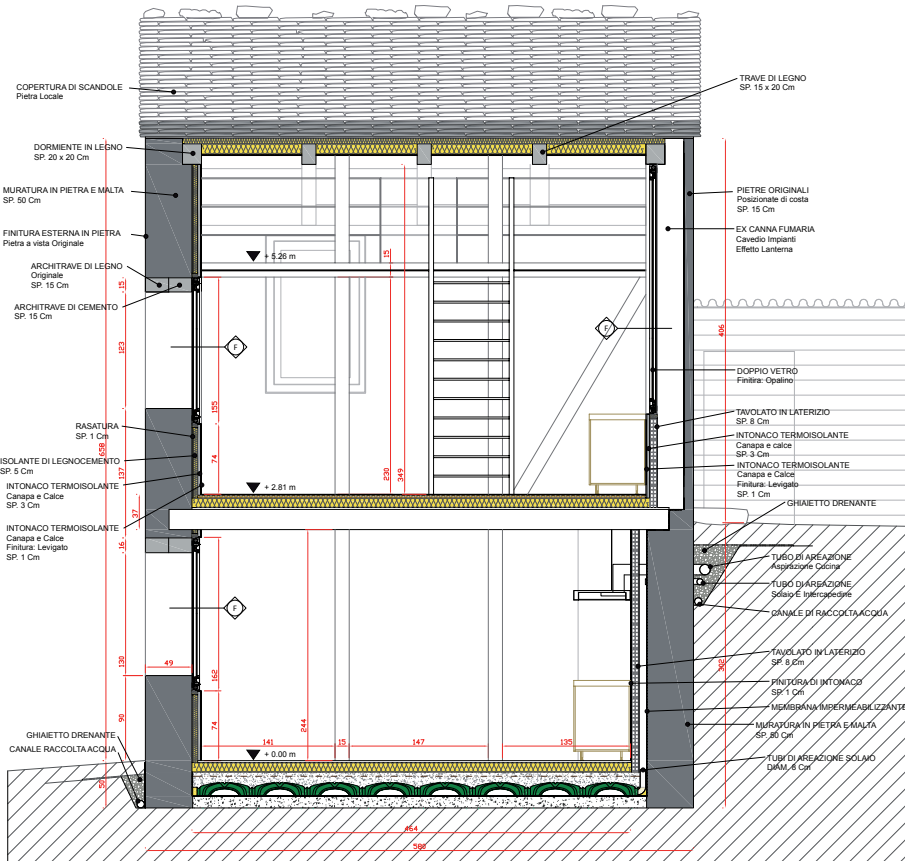 COPERTURA DI SCANDOLE
Pietra Locale
DORMIENTE IN LEGNO
SP. 20 x 20 Cm
MURATURA IN PIETRA E MALTA
SP. 50 Cm
FINITURA ESTERNA IN PIETRA
Pietra a vista Originale
ARCHITRAVE DI LEGNO
Originale
SP. 15 Cm
ARCHITRAVE DI CEMENTO
SP. 15 Cm
RASATURA
SP. 1 Cm
ISOLANTE DI LEGNOCEMENTO
SP. 5 Cm
INTONACO TERMOISOLANTE
Canapa e Calce
SP. 3 Cm
INTONACO TERMOISOLANTE
Canapa e Calce
Finitura: Levigato
SP. 1 Cm
GHIAIETTO DRENANTE
CANALE RACCOLTA ACQUA
15
123
658
137
37
16
130
90
49
+ 5.26 m
15
F
F
155
74
230
349
+ 2.81 m
F
162
74
244
141
15
147
135
+ 0.00 m
464
580
TRAVE DI LEGNO
SP. 15 x 20 Cm
PIETRE ORIGINALI
Posizionate di costa
SP. 15 Cm
EX CANNA FUMARIA
Cavedio Impianti
Effetto Lanterna
406
DOPPIO VETRO
Finitira: Opalino
TAVOLATO IN LATERIZIO
SP. 8 Cm
INTONACO TERMOISOLANTE
Canapa e calce
SP. 3 Cm
INTONACO TERMOISOLANTE
Canapa e Calce
Finitura: Levigato
SP. 1 Cm
GHIAIETTO DRENANTE
TUBO DI AREAZIONE
Aspirazione Cucina
TUBO DI AREAZIONE
Solaio E Intercapedine
CANALE DI RACCOLTA ACQUA
302
TAVOLATO IN LATERIZIO
SP. 8 Cm
FINITURA DI INTONACO
SP. 1 Cm
MEMBRANA IMPERMEABILIZZANTE
MURATURA IN PIETRA E MALTA
SP. 50 Cm
TUBI DI AREAZIONE SOLAIO
DIAM. 8 Cm